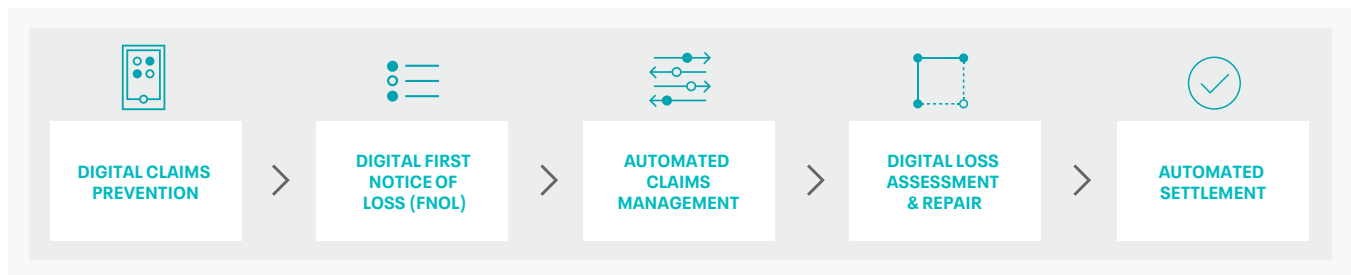 DIGITAL CLAIMS
PREVENTION
DIGITAL FIRST
NOTICE OF
LOSS (FNOL)
AUTOMATED
CLAIMS
MANAGEMENT
DIGITAL LOSS
ASSESSMENT
& REPAIR
AUTOMATED
SETTLEMENT